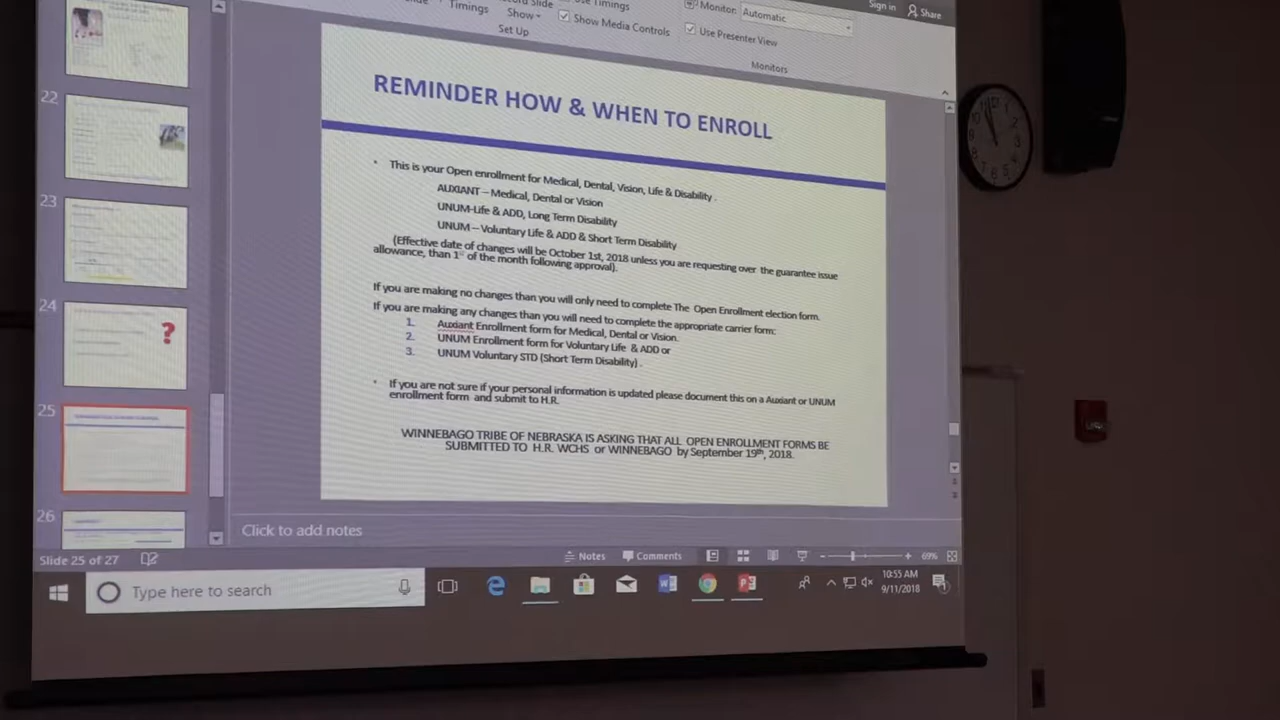 Timings
Show
Set Up
Use Timings
Show Media Controls
Monitor: Automatic
Use Presenter View
Monitors
Sign in
Share
22
23
24
?
25
26
REMINDER HOW & WHEN TO ENROLL
• This is your Open enrollment for Medical, Dental, Vision, Life & Disability .
AUXIANT – Medical, Dental or Vision
UNUM-Life & ADD, Long Term Disability
UNUM – Voluntary Life & ADD & Short Term Disability
(Effective date of changes will be October 1st, 2018 unless you are requesting over the guarantee issue
allowance, than 1st of the month following approval).
If you are making no changes than you will only need to complete The Open Enrollment election form.
If you are making any changes than you will need to complete the appropriate carrier form:
1. Auxiant Enrollment form for Medical, Dental or Vision.
2. UNUM Enrollment form for Voluntary Life & ADD or
3. UNUM Voluntary STD (Short Term Disability) .
• If you are not sure if your personal information is updated please document this on a Auxiant or UNUM
enrollment form and submit to H.R.
WINNEBAGO TRIBE OF NEBRASKA IS ASKING THAT ALL OPEN ENROLLMENT FORMS BE
SUBMITTED TO H.R. WCHS or WINNEBAGO by September 19th, 2018.
Click to add notes
Slide 25 of 27
Notes
Comments
69%
Type here to search
10:55 AM
9/11/2018